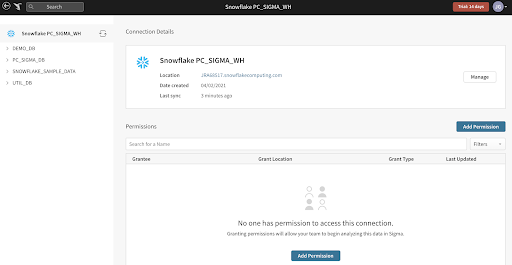 Search
Snowflake PC_SIGMA_WH
Trial: 14 days
JG
Snowflake PC_SIGMA_WH
DEMO_DB
PC_SIGMA_DB
SNOWFLAKE_SAMPLE_DATA
UTIL_DB
Connection Details
Snowflake PC_SIGMA_WH
Location JRA68517.snowflakecomputing.com
Date created 04/02/2021
Last sync 3 minutes ago
Manage
Permissions
Add Permission
Search for a Name
Filters
Grantee Grant Location Grant Type Last Updated
No one has permission to access this connection.
Granting permissions will allow your team to begin analyzing this data in Sigma.
Add Permission